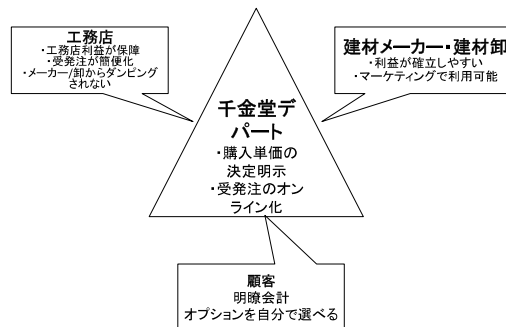 工務店
・工務店利益が保障
・受発注が簡便化
・メーカー/卸からダンピング
されない
建材メーカー・建材卸
・利益が確立しやすい
・マーケティングで利用可能
千金堂デ
パート
・購入単価の
決定明示
・受発注のオン
ライン化
顧客
明瞭会計
オプションを自分で選べる